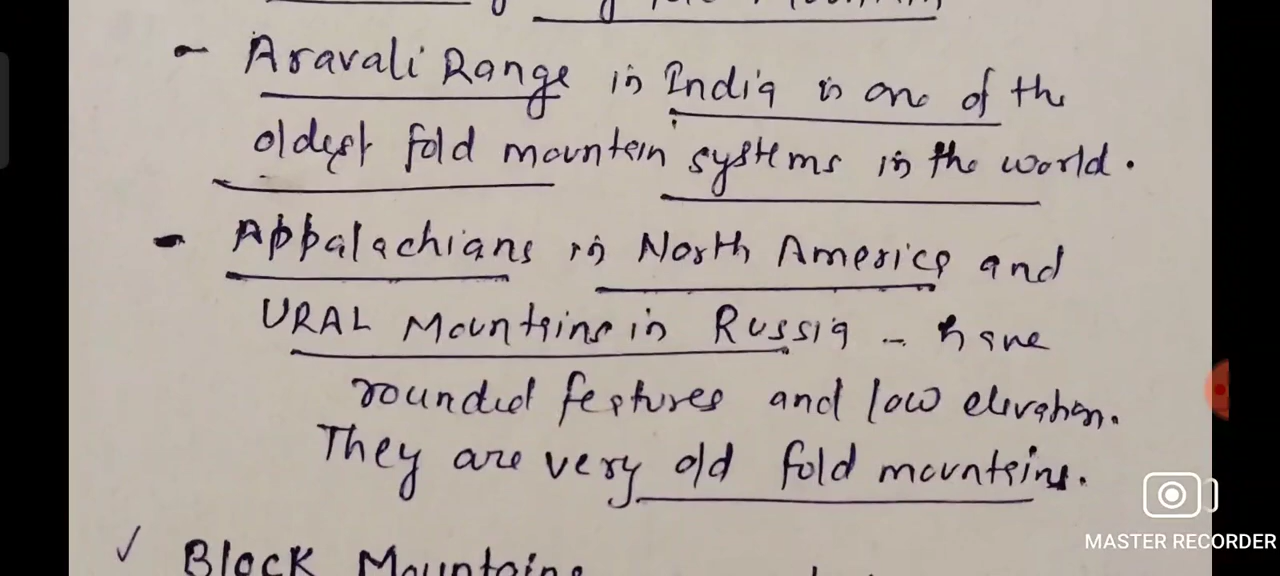 Mountain
- Aravali Range in India is one of the
oldest fold mountain systems in the world.
- Appalachians in North America and
URAL Mountains in Russia - have
rounded features and low elevation.
They are very old fold mountains.
✓ Block Mountains
MASTER RECORDER